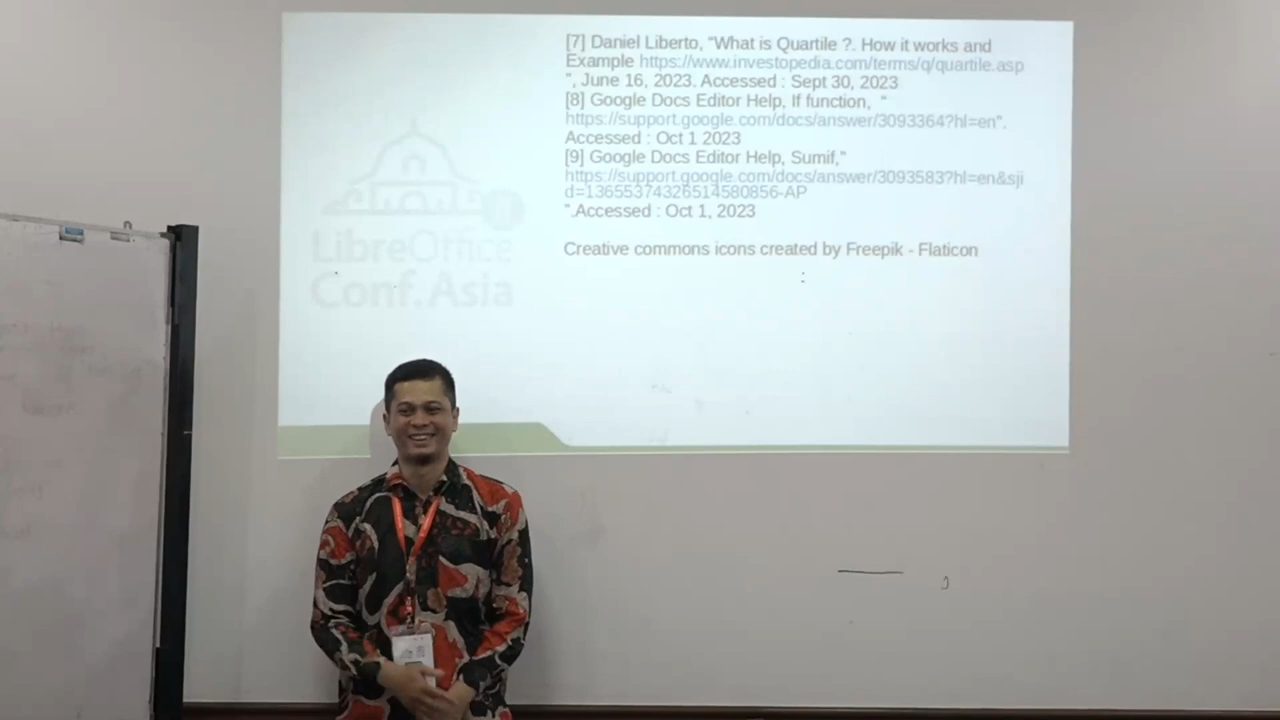 [7] Daniel Liberto, "What is Quartile ?. How it works and
Example https://www.investopedia.com/terms/q/quartile.asp
", June 16, 2023. Accessed : Sept 30, 2023
[8] Google Docs Editor Help, If function, "
https://support.google.com/docs/answer/3093364?hl=en".
Accessed : Oct 1 2023
[9] Google Docs Editor Help, Sumif,"
https://support.google.com/docs/answer/3093583?hl=en&sji
d=13655374326514580856-AP
".Accessed : Oct 1, 2023
Creative commons icons created by Freepik - Flaticon
LibreOffice
Conf.Asia